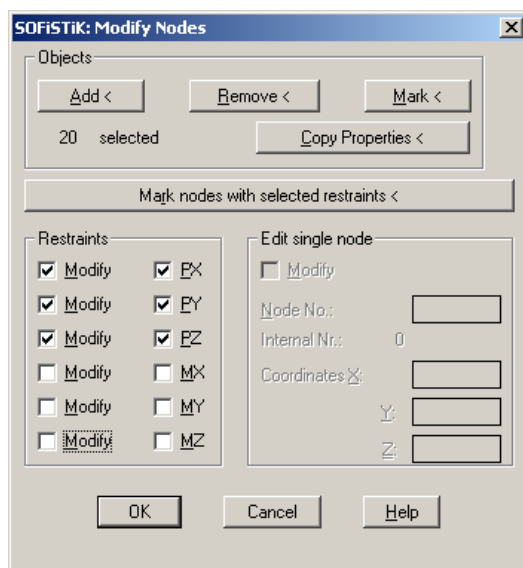 SOFiSTiK: Modify Nodes
Objects
Add <
Remove <
Mark <
20 selected
Copy Properties <
Mark nodes with selected restraints <
Restraints
Modify PX
Modify PY
Modify PZ
Modify MX
Modify MY
Modify MZ
Edit single node
Modify
Node No.:
Internal Nr.: 0
Coordinates X:
Y:
Z:
OK
Cancel
Help